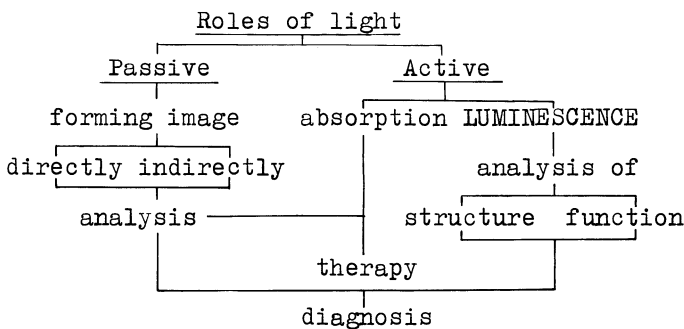 Roles of light
Passive Active
forming image absorption LUMINESCENCE
directly indirectly analysis of
analysis structure function
therapy
diagnosis